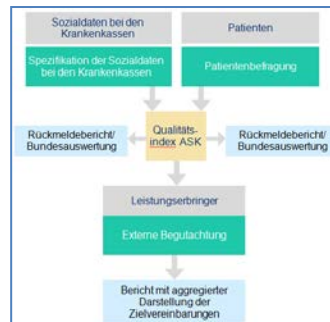 Sozialdaten bei den
Krankenkassen
Spezifikation der Sozialdaten
bei den Krankenkassen
Patienten
Patientenbefragung
Rückmeldebericht/
Bundesauswertung
Qualitäts-
index ASK
Rückmeldebericht/
Bundesauswertung
Leistungserbringer
Externe Begutachtung
Bericht mit aggregierter
Darstellung der
Zielvereinbarungen